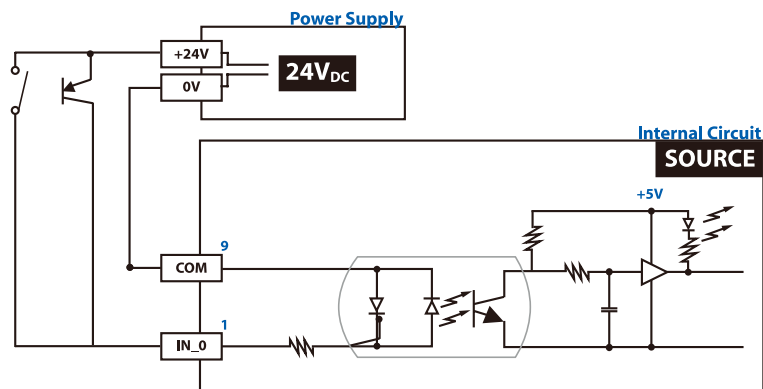 Power Supply
+24V
0V
24VDC
Internal Circuit
SOURCE
+5V
9
COM
1
IN_0